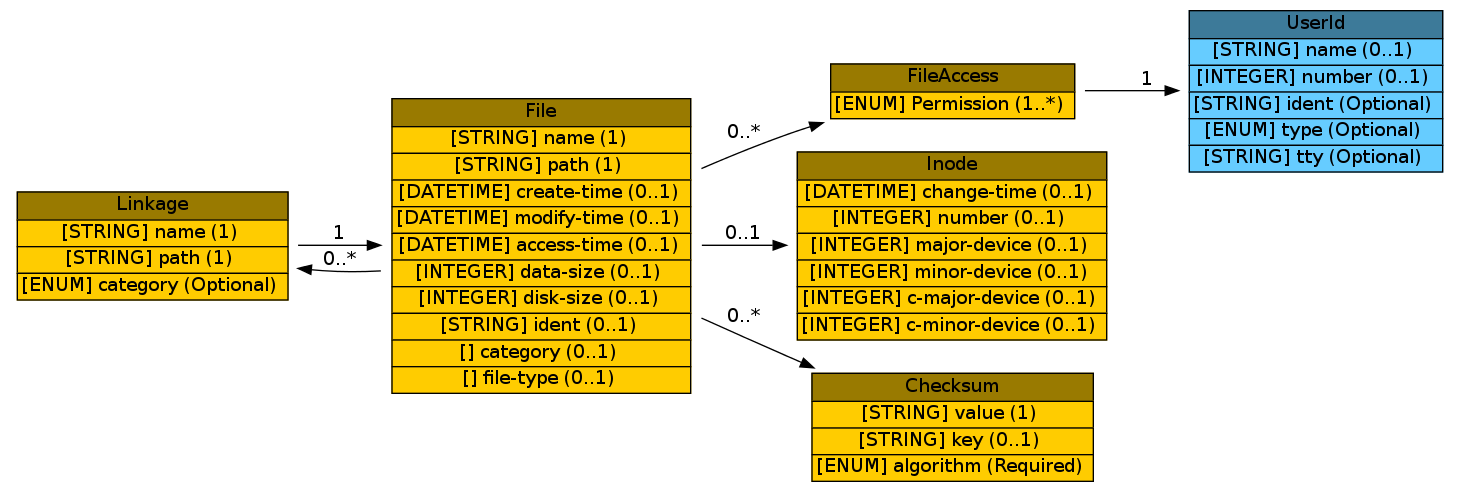 Linkage
[STRING] name (1)
[STRING] path (1)
[ENUM] category (Optional)
1
0..*
File
[STRING] name (1)
[STRING] path (1)
[DATETIME] create-time (0..1)
[DATETIME] modify-time (0..1)
[DATETIME] access-time (0..1)
[INTEGER] data-size (0..1)
[INTEGER] disk-size (0..1)
[STRING] ident (0..1)
[] category (0..1)
[] file-type (0..1)
0..*
0..1
0..*
FileAccess
[ENUM] Permission (1..*)
1
Inode
[DATETIME] change-time (0..1)
[INTEGER] number (0..1)
[INTEGER] major-device (0..1)
[INTEGER] minor-device (0..1)
[INTEGER] c-major-device (0..1)
[INTEGER] c-minor-device (0..1)
Checksum
[STRING] value (1)
[STRING] key (0..1)
[ENUM] algorithm (Required)
UserId
[STRING] name (0..1)
[INTEGER] number (0..1)
[STRING] ident (Optional)
[ENUM] type (Optional)
[STRING] tty (Optional)